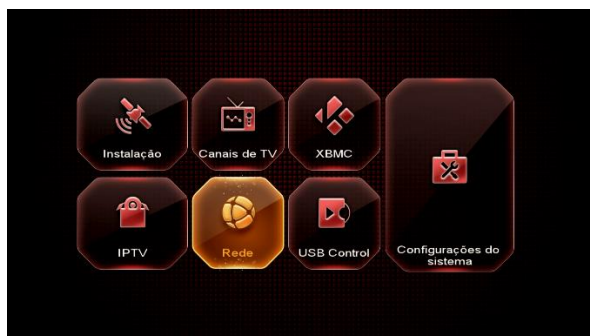 Instalação
Canais de TV
XBMC
IPTV
Rede
USB Control
Configurações do
sistema